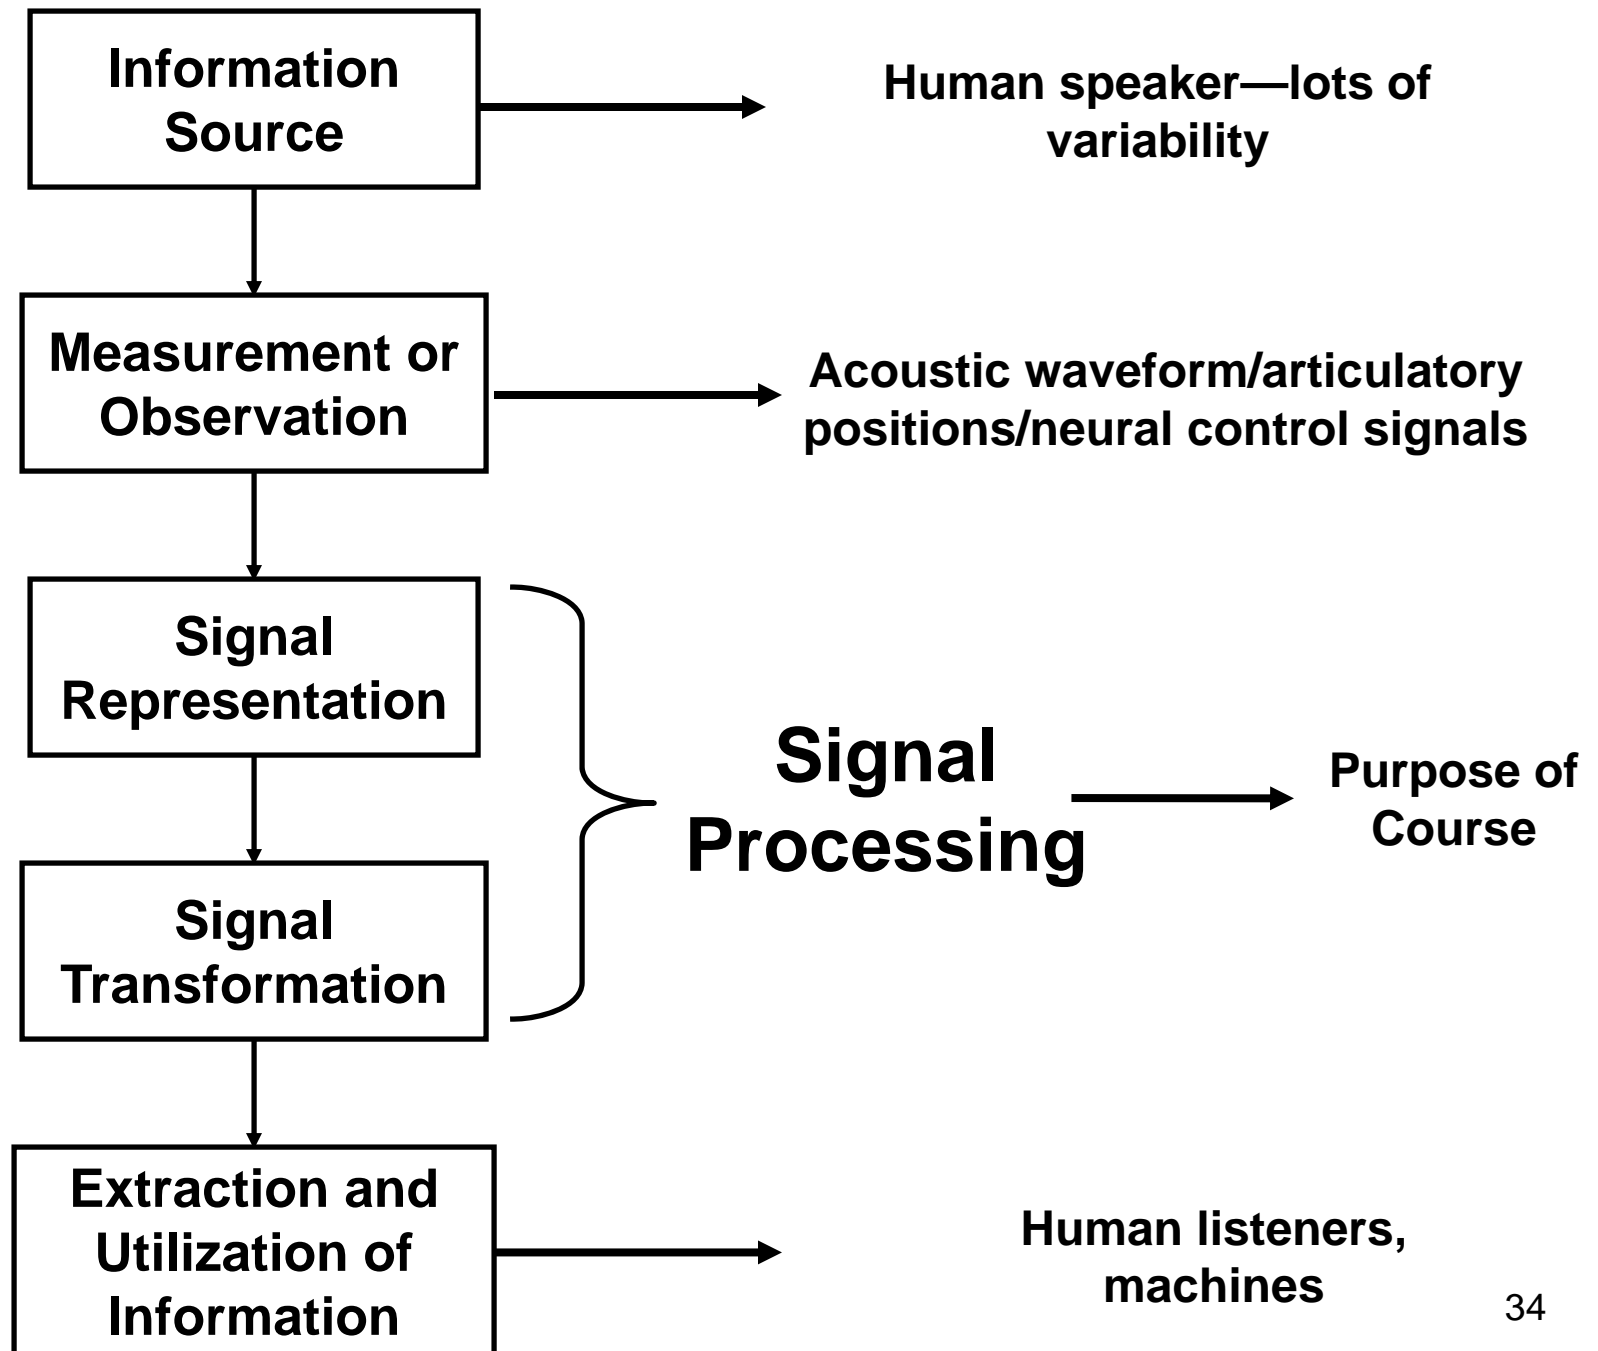 Information
Source
Human speaker—lots of
variability
Measurement or
Observation
Acoustic waveform/articulatory
positions/neural control signals
Signal
Representation
Signal
Processing
Purpose of
Course
Signal
Transformation
Extraction and
Utilization of
Information
Human listeners,
machines
34